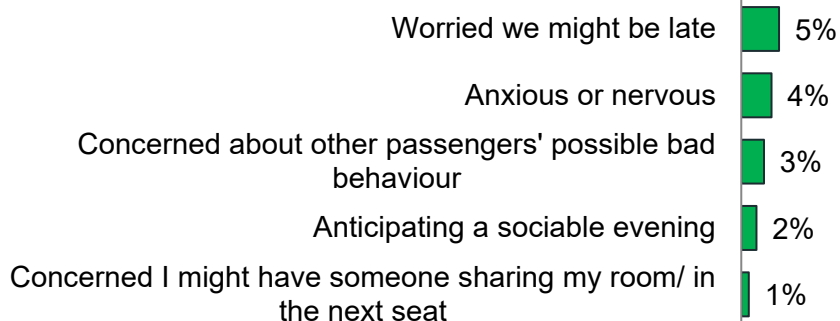 Worried we might be late 5%
Anxious or nervous 4%
Concerned about other passengers' possible bad
behaviour 3%
Anticipating a sociable evening 2%
Concerned I might have someone sharing my room/ in
the next seat 1%